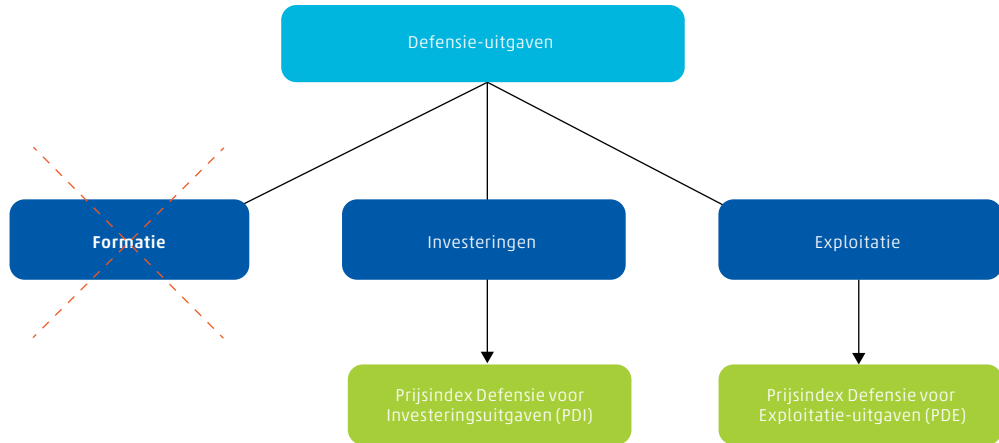 Defensie-uitgaven
Formatie
Investeringen
Exploitatie
Prijsindex Defensie voor
Investeringsuitgaven (PDI)
Prijsindex Defensie voor
Exploitatie-uitgaven (PDE)